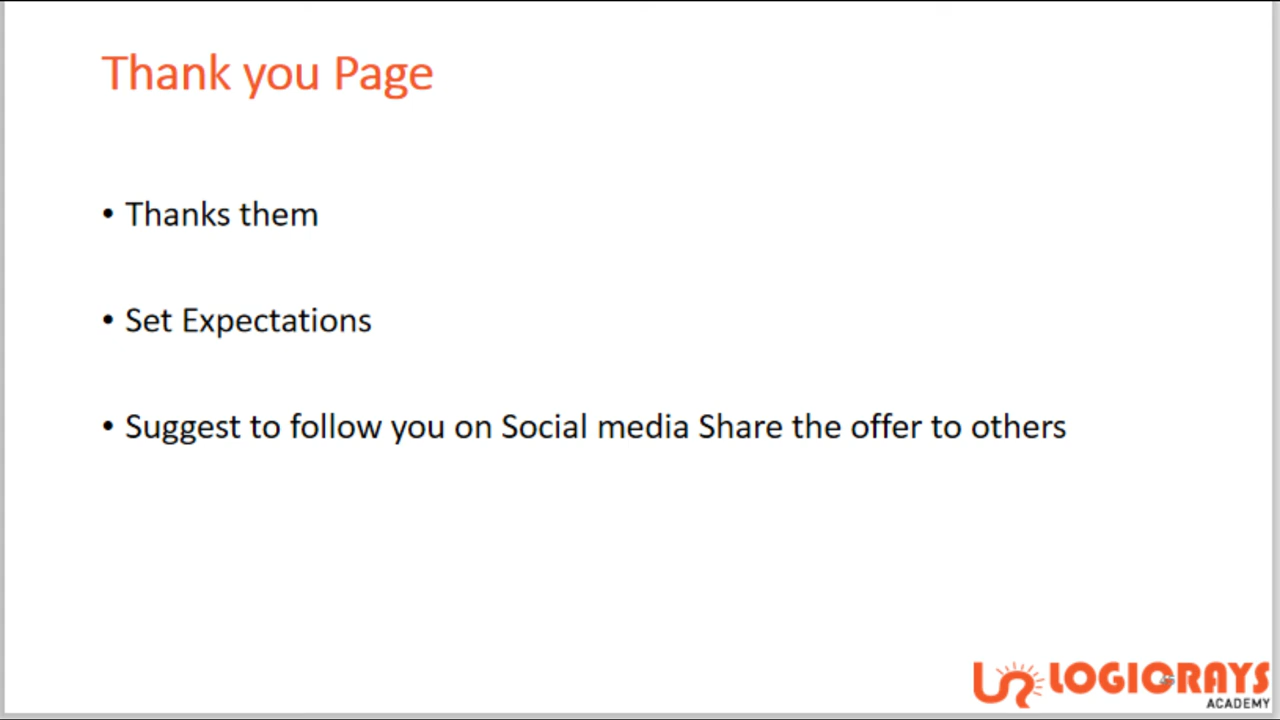 Thank you Page
• Thanks them
• Set Expectations
• Suggest to follow you on Social media Share the offer to others
LOGICRAYS
ACADEMY